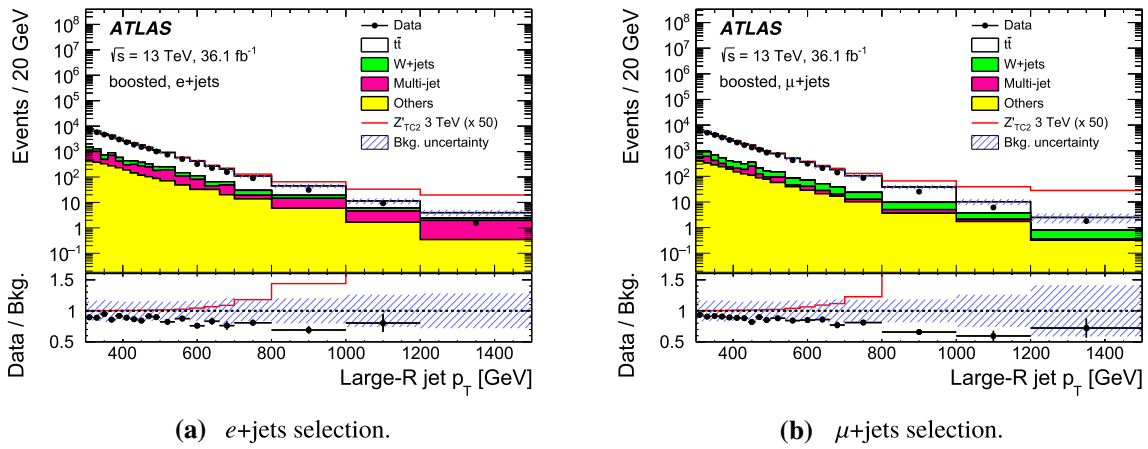 Events / 20 GeV
10⁸
10⁷
10⁶
10⁵
10⁴
10³
10²
10
1
10⁻¹
ATLAS
√s = 13 TeV, 36.1 fb⁻¹
boosted, e+jets
Data
tt̄
W+jets
Multi-jet
Others
Z'TC2 3 TeV (x 50)
Bkg. uncertainty
Data / Bkg.
1.5
1
0.5
400 600 800 1000 1200 1400
Large-R jet pT [GeV]
(a) e+jets selection.
Events / 20 GeV
10⁸
10⁷
10⁶
10⁵
10⁴
10³
10²
10
1
10⁻¹
ATLAS
√s = 13 TeV, 36.1 fb⁻¹
boosted, μ+jets
Data
tt̄
W+jets
Multi-jet
Others
Z'TC2 3 TeV (x 50)
Bkg. uncertainty
Data / Bkg.
1.5
1
0.5
400 600 800 1000 1200 1400
Large-R jet pT [GeV]
(b) μ+jets selection.